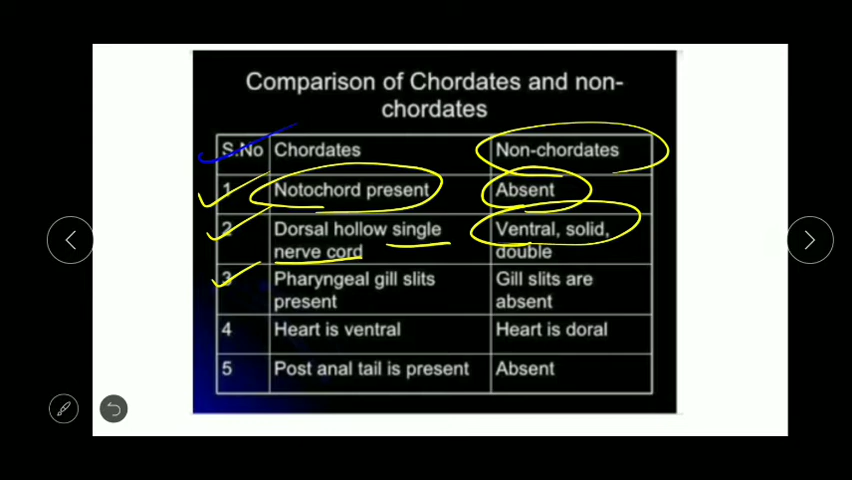 Comparison of Chordates and non-
chordates
S.No Chordates Non-chordates
1 Notochord present Absent
2 Dorsal hollow single Ventral, solid,
nerve cord double
3 Pharyngeal gill slits Gill slits are
present absent
4 Heart is ventral Heart is doral
5 Post anal tail is present Absent